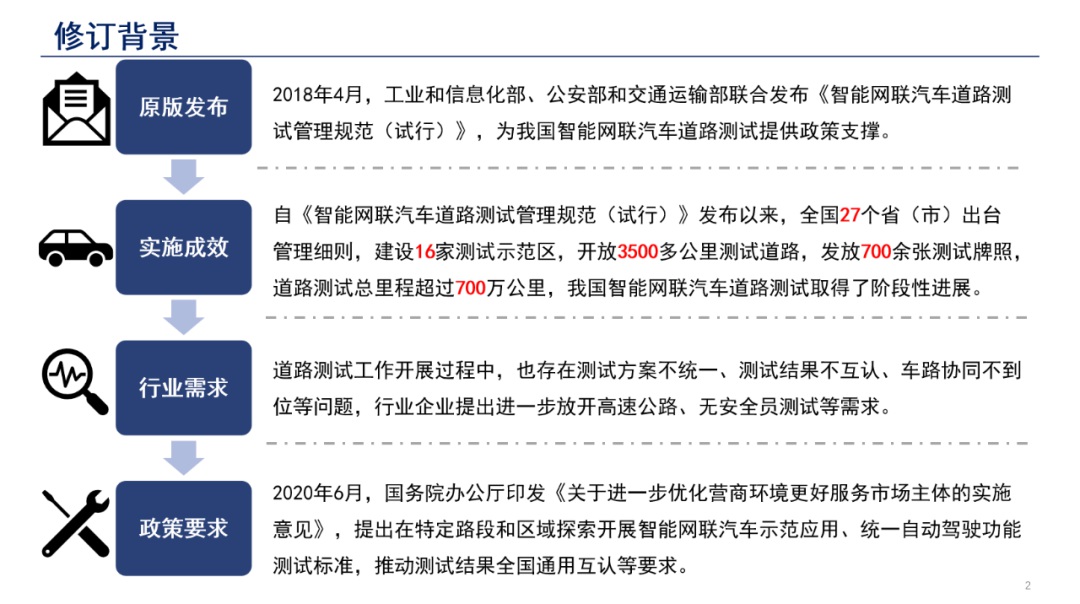 修订背景
原版发布
2018年4月，工业和信息化部、公安部和交通运输部联合发布《智能网联汽车道路测
试管理规范（试行）》，为我国智能网联汽车道路测试提供政策支撑。
实施成效
自《智能网联汽车道路测试管理规范（试行）》发布以来，全国27个省（市）出台
管理细则，建设16家测试示范区，开放3500多公里测试道路，发放700余张测试牌照，
道路测试总里程超过700万公里，我国智能网联汽车道路测试取得了阶段性进展。
行业需求
道路测试工作开展过程中，也存在测试方案不统一、测试结果不互认、车路协同不到
位等问题，行业企业提出进一步放开高速公路、无安全员测试等需求。
政策要求
2020年6月，国务院办公厅印发《关于进一步优化营商环境更好服务市场主体的实施
意见》，提出在特定路段和区域探索开展智能网联汽车示范应用、统一自动驾驶功能
测试标准，推动测试结果全国通用互认等要求。
2